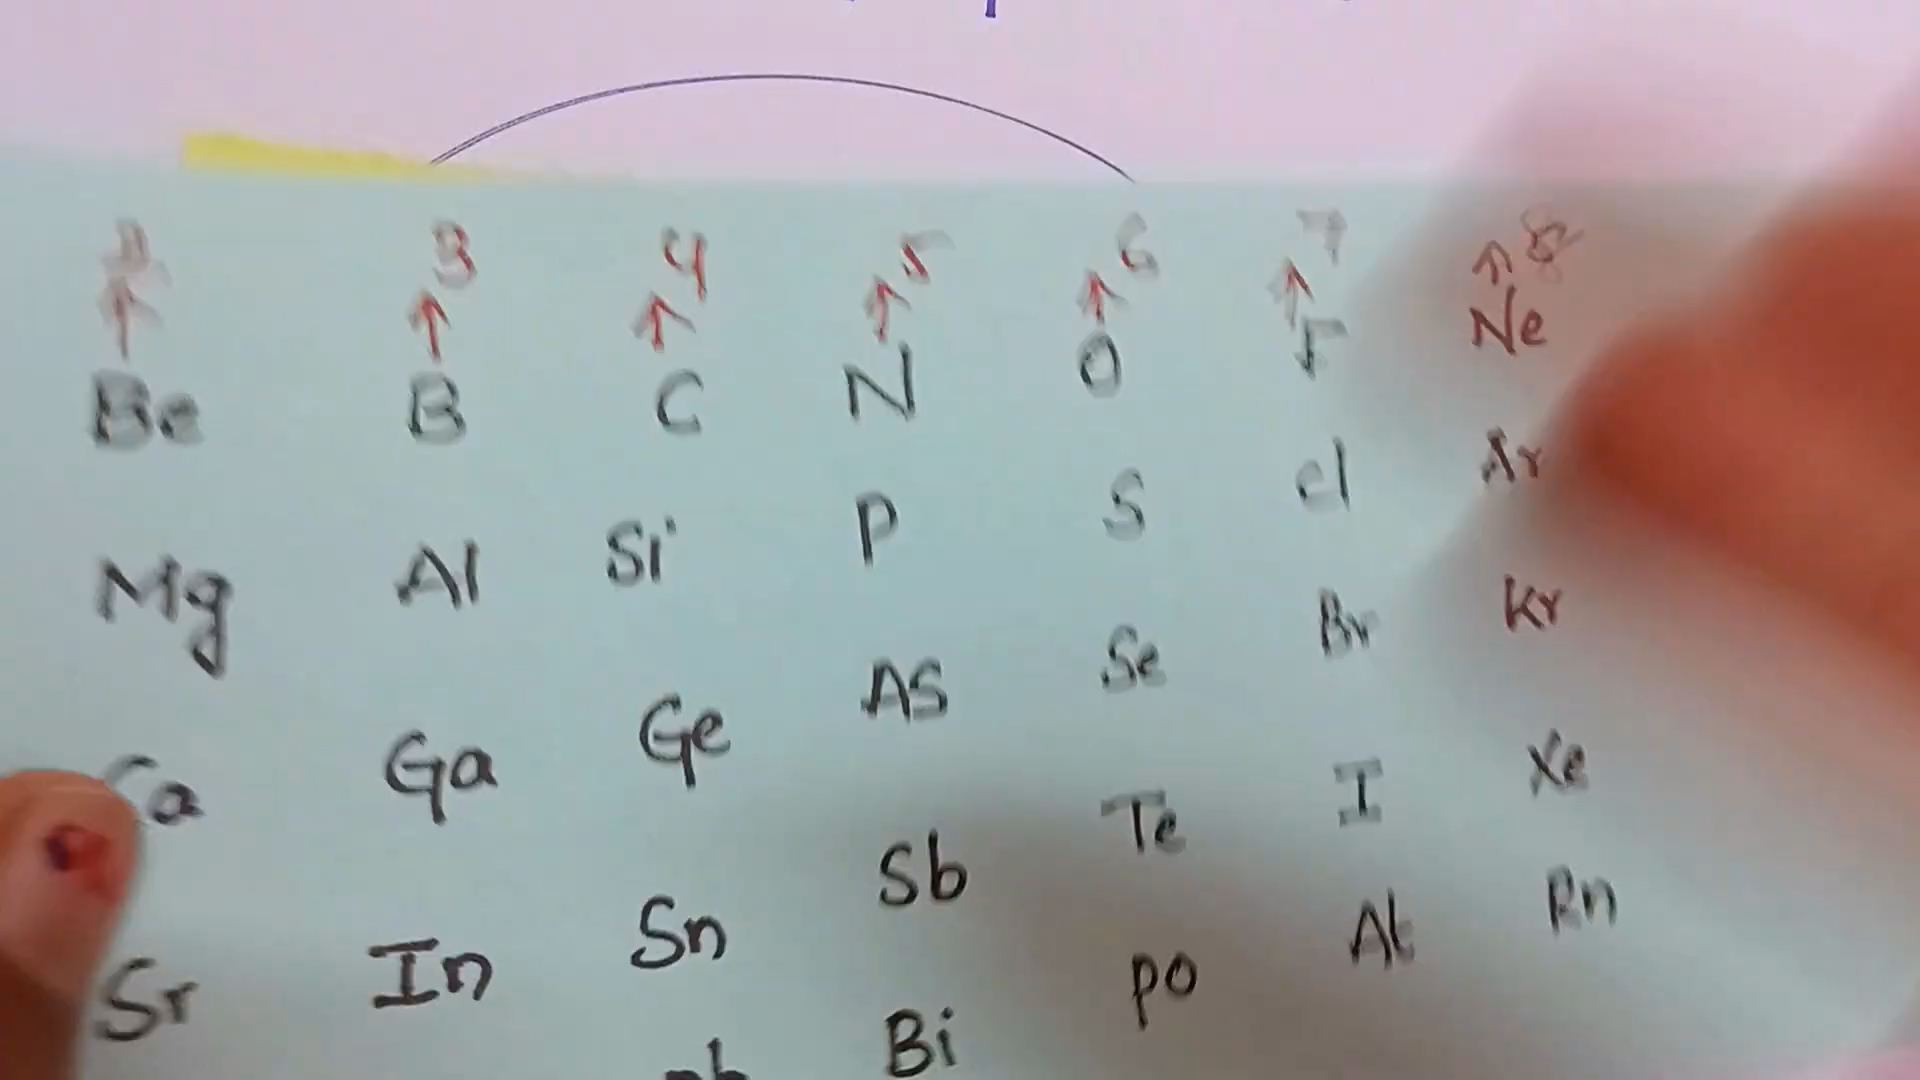 2 3 4 5 6 7 8
Be B C N O F Ne
Mg Al Si P S Cl Ar
Ca Ga Ge AS Se Br Kr
Sr In Sn Sb Te I Xe
Bi PO At Rn